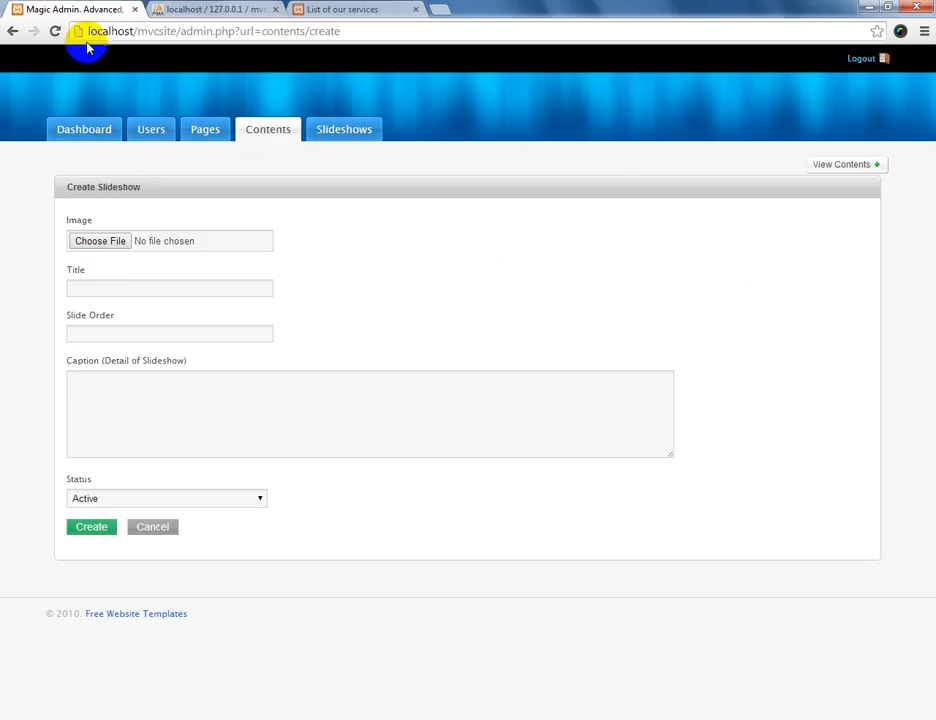 Magic Admin. Advanced,
localhost / 127.0.0.1 / mvc
List of our services
localhost/mvcsite/admin.php?url=contents/create
Logout
Dashboard
Users
Pages
Contents
Slideshows
View Contents
Create Slideshow
Image
Choose File No file chosen
Title
Slide Order
Caption (Detail of Slideshow)
Status
Active
Create
Cancel
© 2010. Free Website Templates